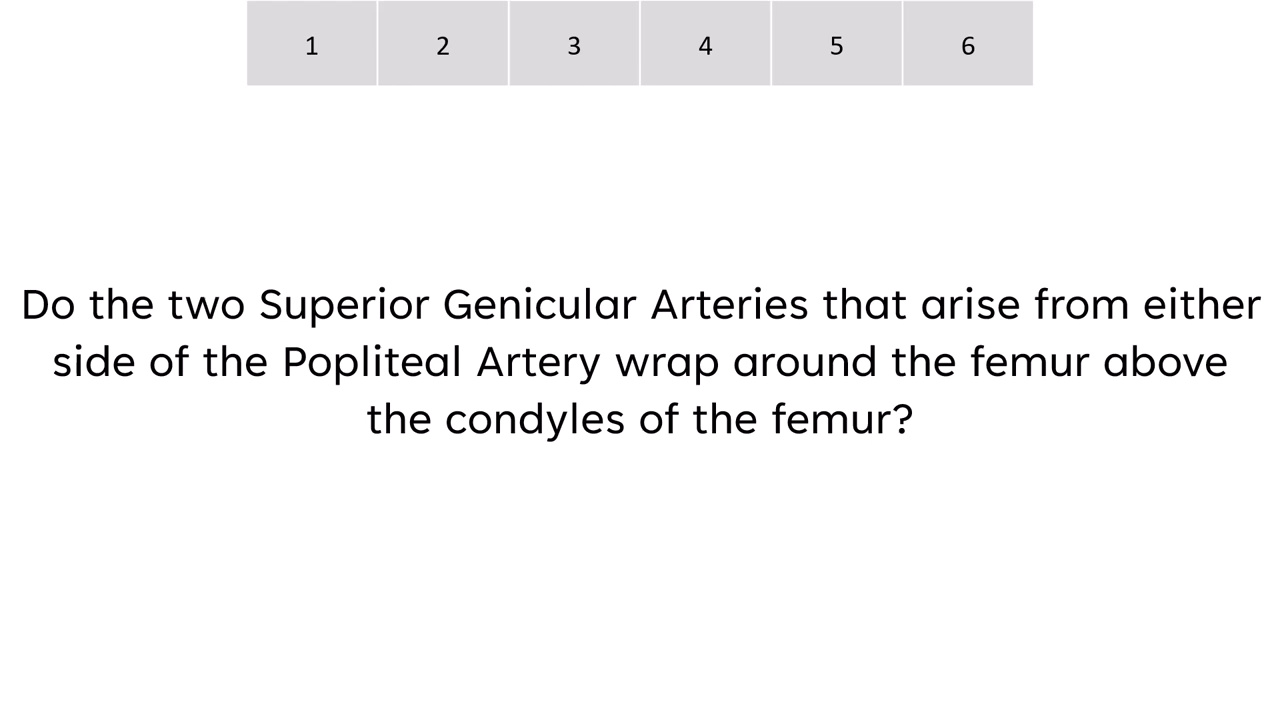 1 2 3 4 5 6
Do the two Superior Genicular Arteries that arise from either
side of the Popliteal Artery wrap around the femur above
the condyles of the femur?